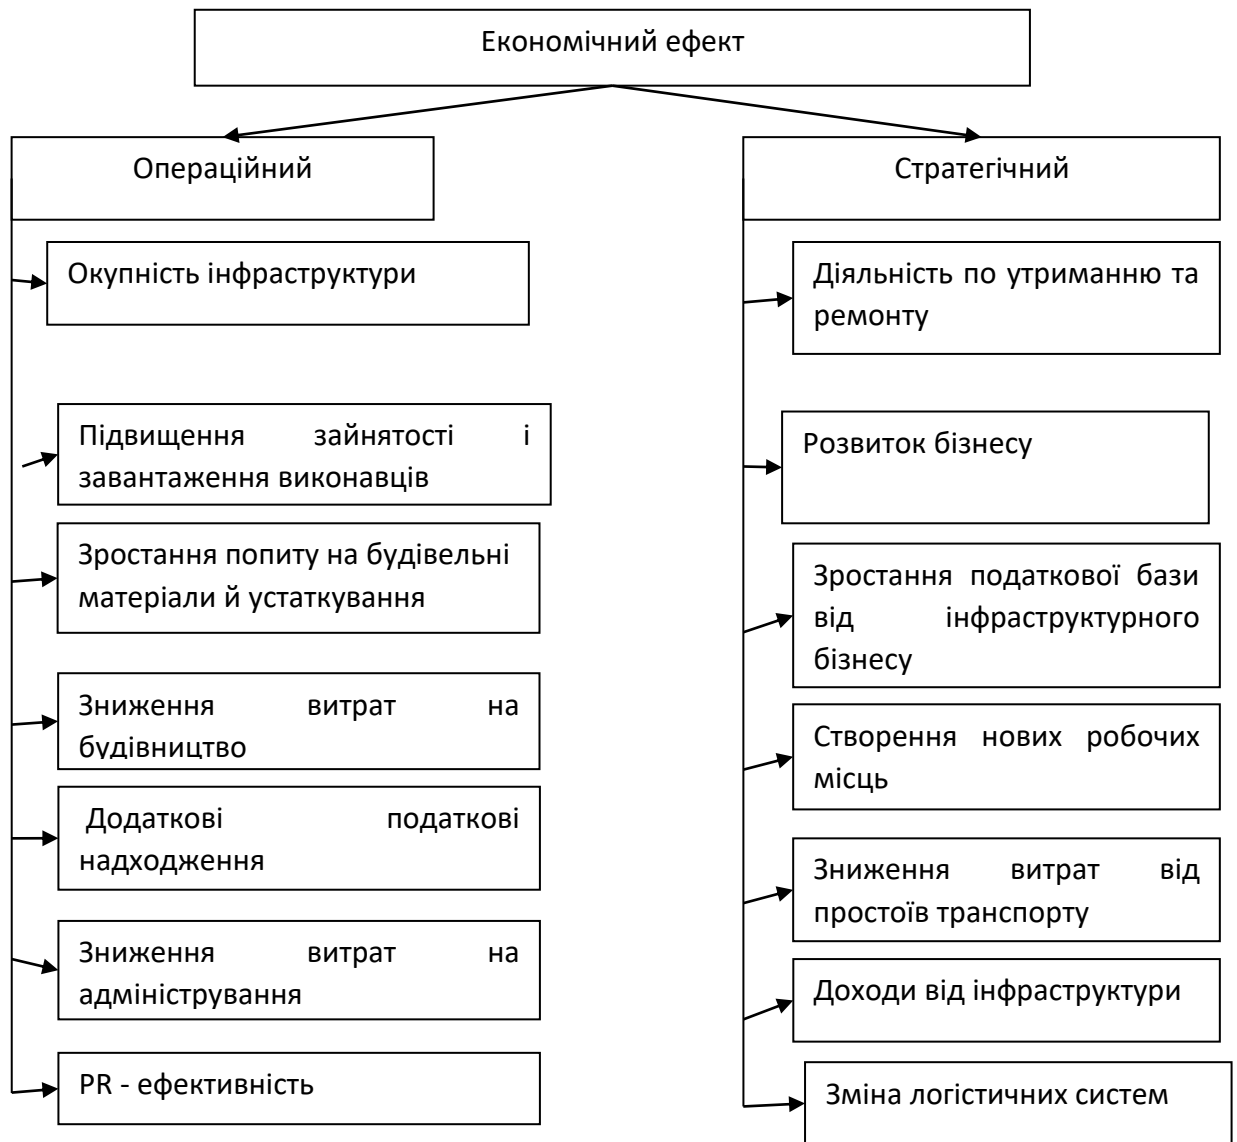 Економічний ефект
Операційний
Стратегічний
Окупність інфраструктури
Підвищення зайнятості і
завантаження виконавців
Зростання попиту на будівельні
матеріали й устаткування
Зниження витрат на
будівництво
Додаткові податкові
надходження
Зниження витрат на
адміністрування
PR - ефективність
Діяльність по утриманню та
ремонту
Розвиток бізнесу
Зростання податкової бази
від інфраструктурного
бізнесу
Створення нових робочих
місць
Зниження витрат від
простоїв транспорту
Доходи від інфраструктури
Зміна логістичних систем